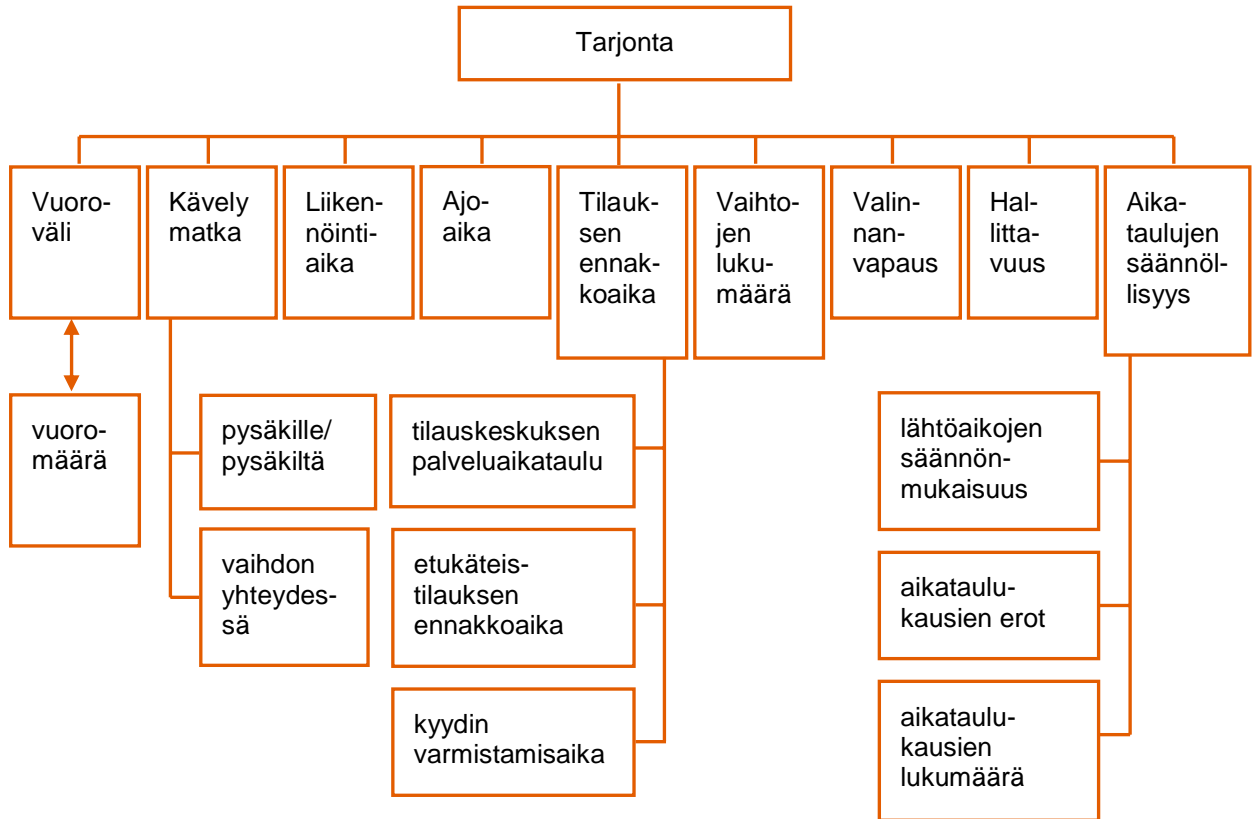 Tarjonta
Vuoro-
väli
Kävely
matka
Liiken-
nöinti-
aika
Ajo-
aika
Tilauk-
sen
ennak-
koaika
Vaihto-
jen
luku-
määrä
Valin-
nan-
vapaus
Hal-
litta-
vuus
Aika-
taulujen
säännöl-
lisyys
vuoro-
määrä
pysäkille/
pysäkiltä
vaihdon
yhteydes-
sä
tilauskeskuksen
palveluaikataulu
etukäteis-
tilauksen
ennakkoaika
kyydin
varmistamisaika
lähtöaikojen
säännön-
mukaisuus
aikataulu-
kausien erot
aikataulu-
kausien
lukumäärä